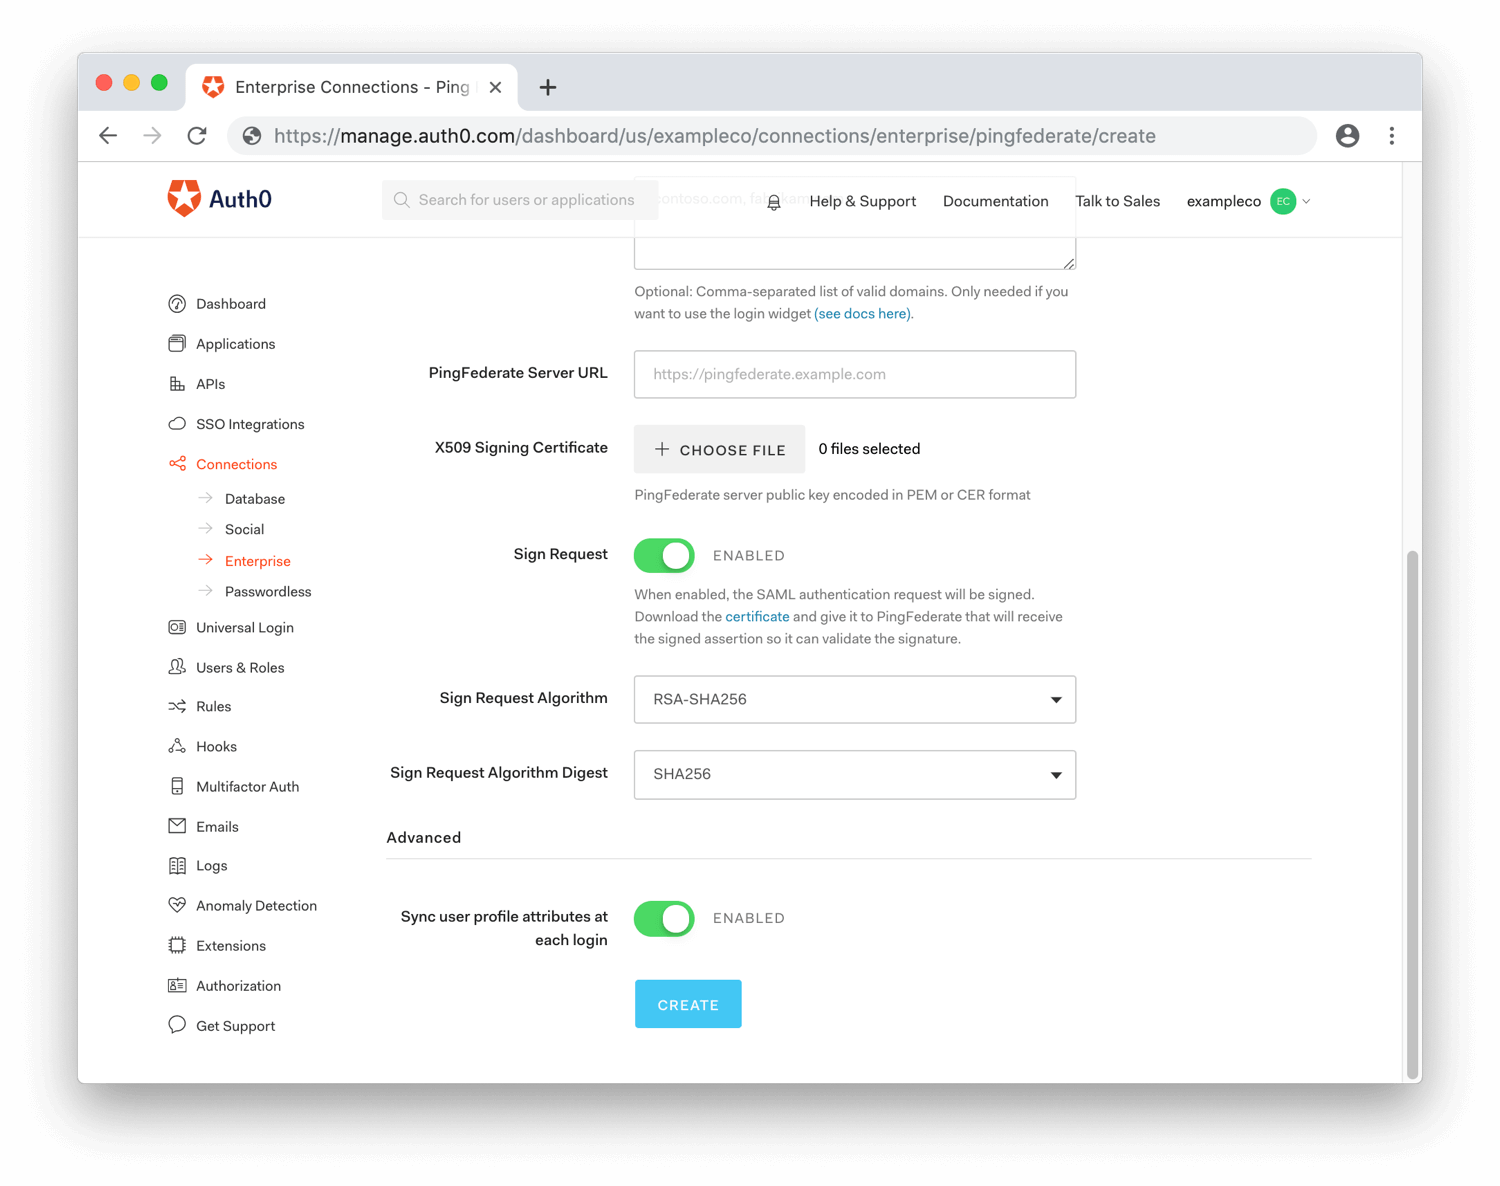 Enterprise Connections - Ping
https://manage.auth0.com/dashboard/us/exampleco/connections/enterprise/pingfederate/create
Auth0
Search for users or applications
contoso.com,
Help & Support
Documentation
Talk to Sales
exampleco
EC
Dashboard
Applications
APIs
SSO Integrations
Connections
Database
Social
Enterprise
Passwordless
Universal Login
Users & Roles
Rules
Hooks
Multifactor Auth
Emails
Logs
Anomaly Detection
Extensions
Authorization
Get Support
Optional: Comma-separated list of valid domains. Only needed if you
want to use the login widget (see docs here).
PingFederate Server URL
https://pingfederate.example.com
X509 Signing Certificate
CHOOSE FILE
0 files selected
PingFederate server public key encoded in PEM or CER format
Sign Request
ENABLED
When enabled, the SAML authentication request will be signed.
Download the certificate and give it to PingFederate that will receive
the signed assertion so it can validate the signature.
Sign Request Algorithm
RSA-SHA256
Sign Request Algorithm Digest
SHA256
Advanced
Sync user profile attributes at
each login
ENABLED
CREATE